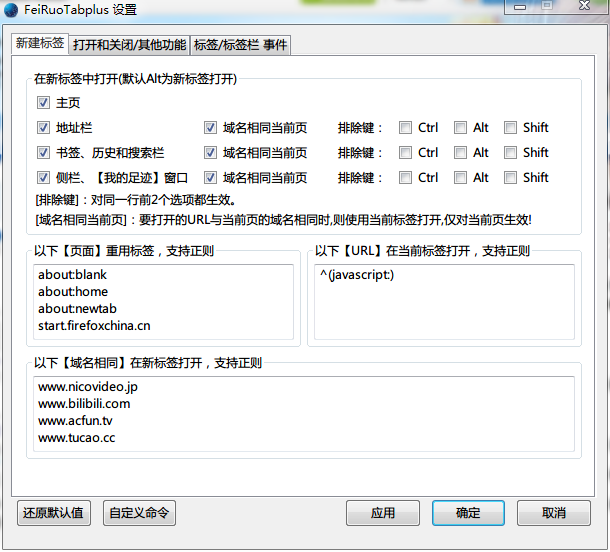 FeiRuoTabplus 设置
新建标签 打开和关闭/其他功能 标签/标签栏 事件
在新标签中打开(默认Alt为新标签打开)
主页
地址栏 域名相同当前页 排除键： Ctrl Alt Shift
书签、历史和搜索栏 域名相同当前页 排除键： Ctrl Alt Shift
侧栏、【我的足迹】窗口 域名相同当前页 排除键： Ctrl Alt Shift
[排除键]：对同一行前2个选项都生效。
[域名相同当前页]：要打开的URL与当前页的域名相同时,则使用当前标签打开,仅对当前页生效!
以下【页面】重用标签，支持正则
about:blank
about:home
about:newtab
start.firefoxchina.cn
以下【URL】在当前标签打开，支持正则
^(javascript:)
以下【域名相同】在新标签打开，支持正则
www.nicovideo.jp
www.bilibili.com
www.acfun.tv
www.tucao.cc
还原默认值 自定义命令 应用 确定 取消